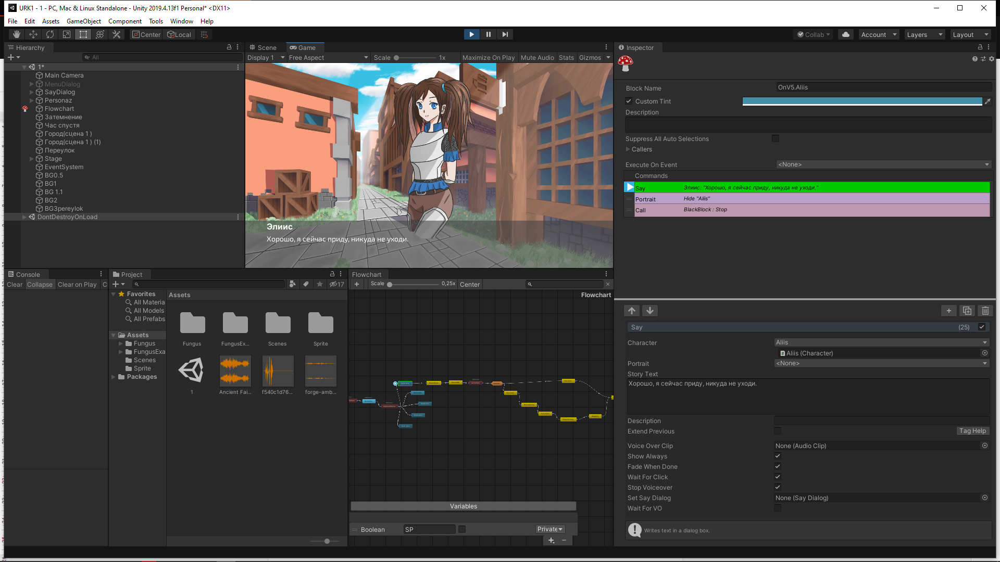 URK1 - 1 - PC, Mac & Linux Standalone - Unity 2019.4.13f1 Personal* <DX11>
File Edit Assets GameObject Component Tools Window Help
Center Local Collab Account Layers Layout
Hierarchy
All
1*
Main Camera
MenuDialog
SayDialog
Personaz
Flowchart
Затемнение
Час спустя
Город(сцена 1 )
Город(сцена 1 ) (1)
Переулок
Stage
EventSystem
BG0.5
BG1
BG 1.1
BG2
BG3pereylok
DontDestroyOnLoad
Scene Game
Display 1 Free Aspect Scale 1x Maximize On Play Mute Audio Stats Gizmos
Элиис
Хорошо, я сейчас приду, никуда не уходи.
Console
Clear Collapse Clear on Play C
Project
17
Favorites
All Materia
All Models
All Prefabs
Assets
Fungus
FungusExa
Scenes
Sprite
Packages
Assets
Fungus FungusEx... Scenes Sprite
1 Ancient Fai... f540c1d76... forge-amb...
Flowchart
Scale 0,25x Center
Flowchart
Variables
Boolean SP Private
Inspector
Block Name OnV5.Aliis
Custom Tint
Description
Suppress All Auto Selections
Callers
Execute On Event <None>
Commands
Say Элиис: "Хорошо, я сейчас приду, никуда не уходи."
Portrait Hide "Aliis"
Call BlackBlock : Stop
Say (25)
Character Aliis
Aliis (Character)
Portrait <None>
Story Text
Хорошо, я сейчас приду, никуда не уходи.
Description
Extend Previous Tag Help
Voice Over Clip None (Audio Clip)
Show Always
Fade When Done
Wait For Click
Stop Voiceover
Set Say Dialog None (Say Dialog)
Wait For VO
Writes text in a dialog box.